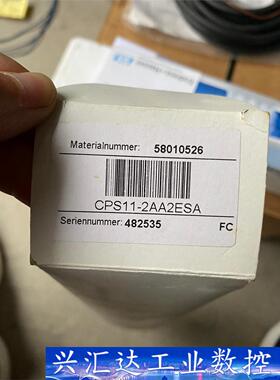 Materialnummer: 58010526
CPS11-2AA2ESA
Seriennummer: 482535 FC
兴汇达工业数控